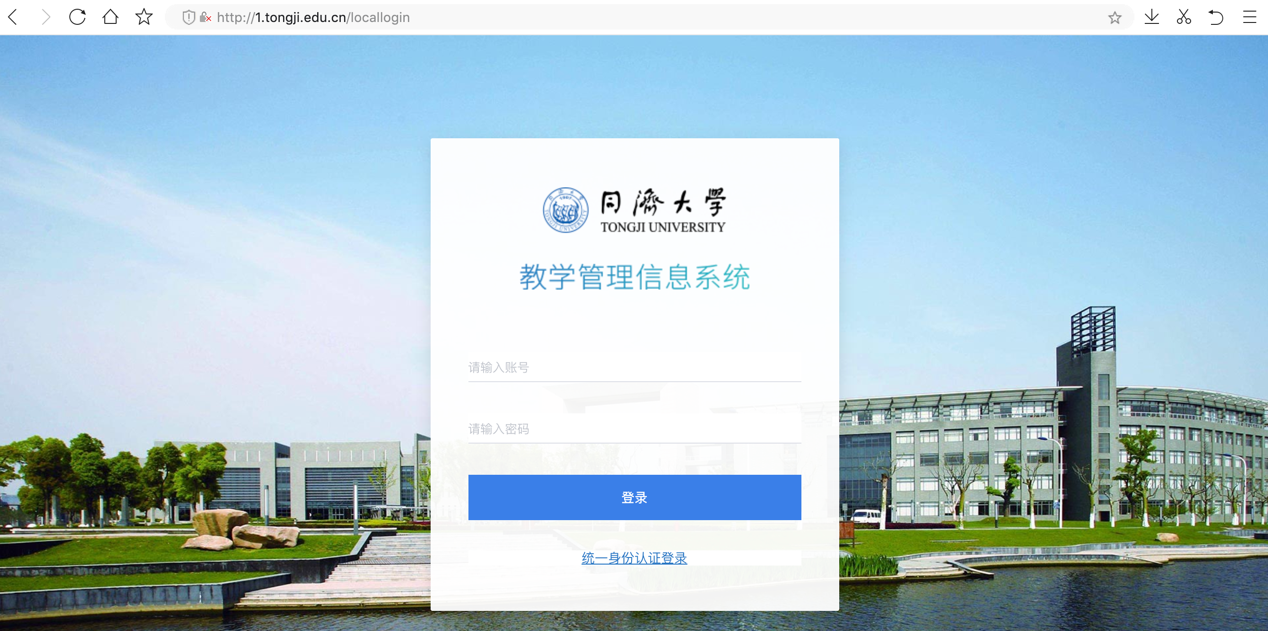 http://1.tongji.edu.cn/locallogin
同濟大学
TONGJI UNIVERSITY
教学管理信息系统
请输入账号
请输入密码
登录
统一身份认证登录